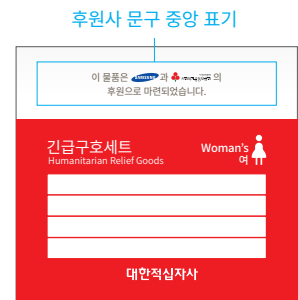 후원사 문구 중앙 표기
이 물품은 SAMSUNG 과 의
후원으로 마련되었습니다.
긴급구호세트
Humanitarian Relief Goods
Woman's
여
대한적십자사